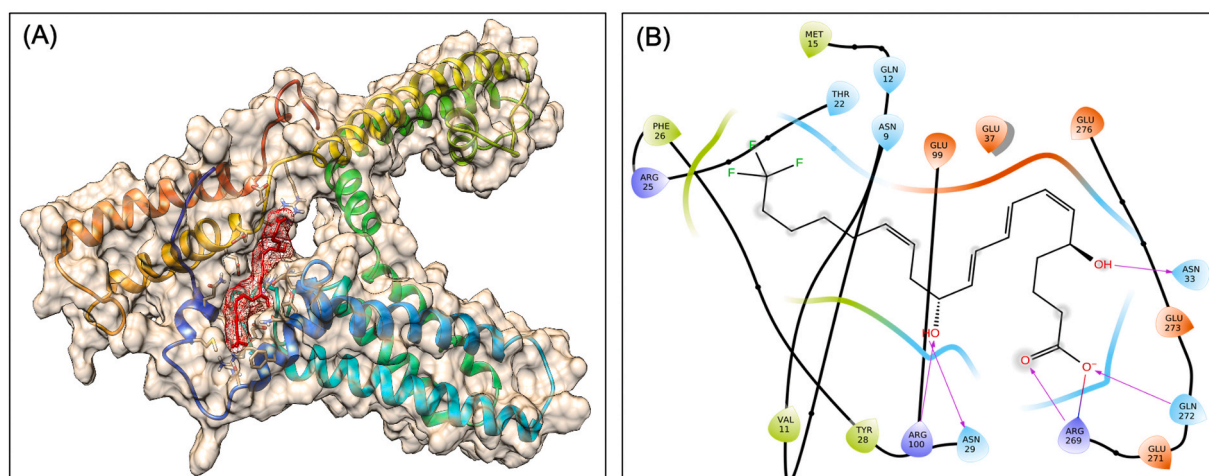 (A)
(B)
MET
15
GLN
12
THR
22
PHE
26
ASN
9
GLU
99
GLU
37
GLU
276
ARG
25
F
F
F
OH
ASN
33
HO
GLU
273
O
O⁻
GLN
272
VAL
11
TYR
28
ARG
100
ASN
29
ARG
269
GLU
271